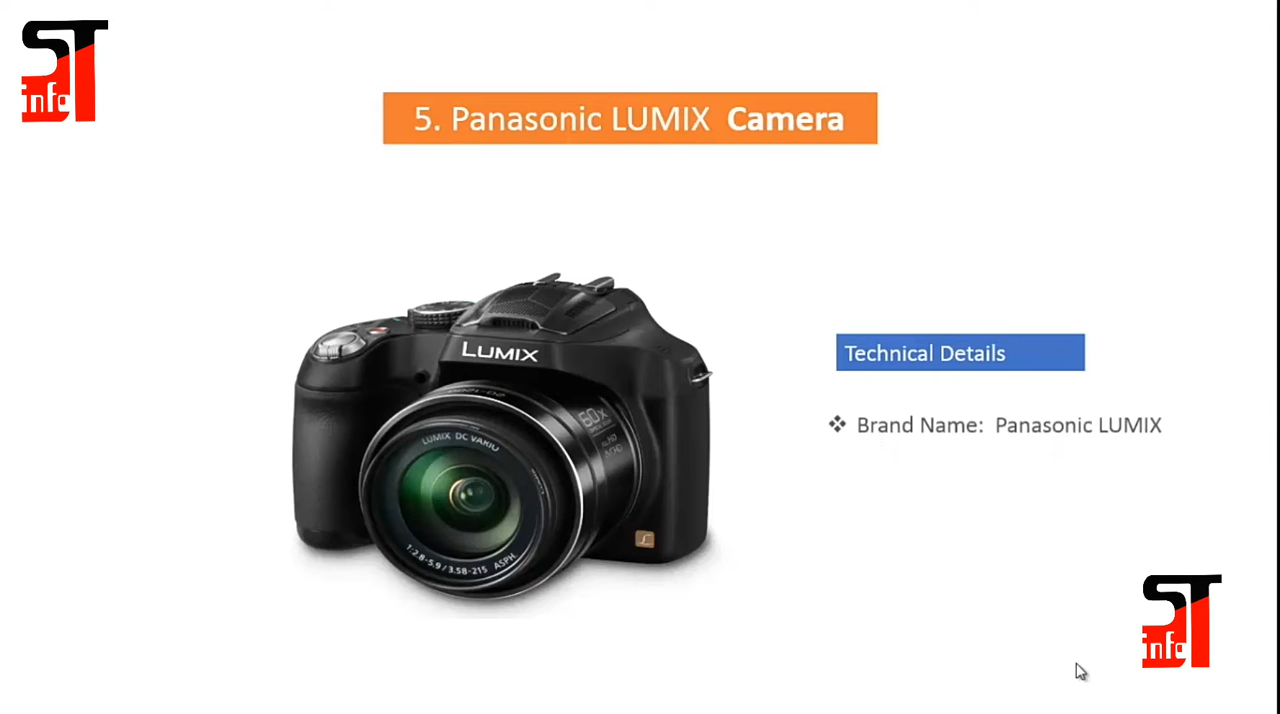 ST
info
5. Panasonic LUMIX Camera
LUMIX
60X
LUMIX DC VARIO
1:2.8-5.9 / 3.58-215 ASPH.
Technical Details
❖ Brand Name: Panasonic LUMIX
L
ST
info